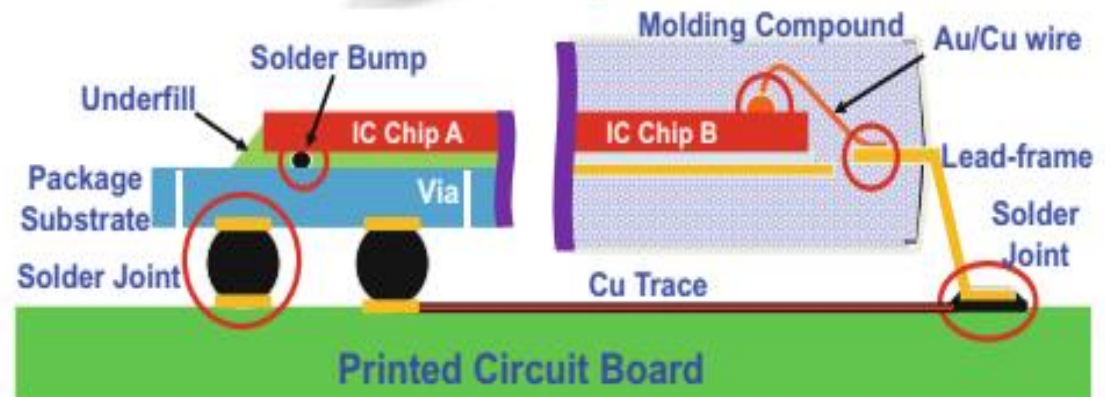 Molding Compound
Au/Cu wire
Solder Bump
Underfill
IC Chip A
IC Chip B
Lead-frame
Package
Substrate
Via
Solder
Joint
Solder Joint
Cu Trace
Printed Circuit Board